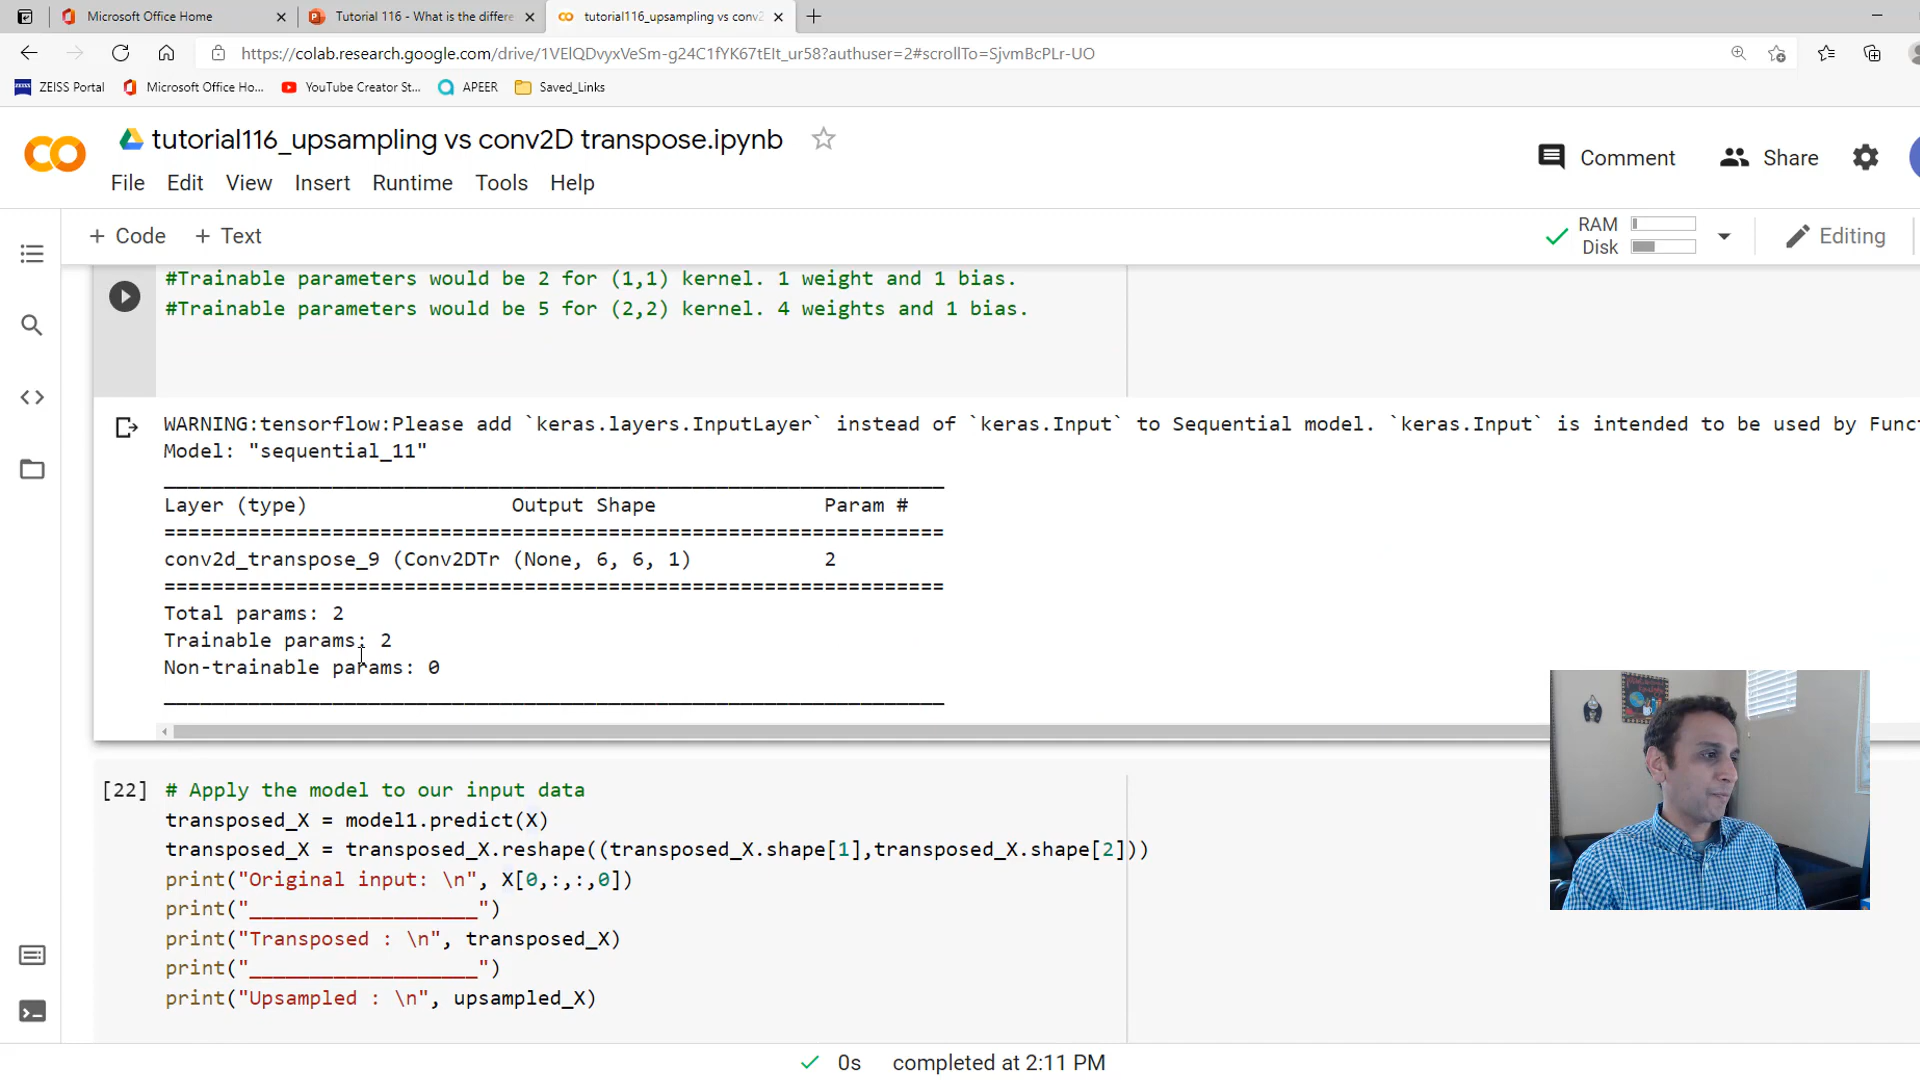 Microsoft Office Home
Tutorial 116 - What is the differe
tutorial116_upsampling vs conv2
https://colab.research.google.com/drive/1VElQDvyxVeSm-g24C1fYK67tEIt_ur58?authuser=2#scrollTo=SjvmBcPLr-UO
ZEISS Portal
Microsoft Office Ho...
YouTube Creator St...
APEER
Saved_Links
tutorial116_upsampling vs conv2D transpose.ipynb
Comment
Share
File Edit View Insert Runtime Tools Help
+ Code + Text
RAM
Disk
Editing
#Trainable parameters would be 2 for (1,1) kernel. 1 weight and 1 bias.
#Trainable parameters would be 5 for (2,2) kernel. 4 weights and 1 bias.
WARNING:tensorflow:Please add `keras.layers.InputLayer` instead of `keras.Input` to Sequential model. `keras.Input` is intended to be used by Funct
Model: "sequential_11"
_________________________________________________________________
Layer (type) Output Shape Param #
=================================================================
conv2d_transpose_9 (Conv2DTr (None, 6, 6, 1) 2
=================================================================
Total params: 2
Trainable params: 2
Non-trainable params: 0
_________________________________________________________________
[22] # Apply the model to our input data
transposed_X = model1.predict(X)
transposed_X = transposed_X.reshape((transposed_X.shape[1],transposed_X.shape[2]))
print("Original input: \n", X[0,:,:,0])
print("___________________")
print("Transposed : \n", transposed_X)
print("___________________")
print("Upsampled : \n", upsampled_X)
0s completed at 2:11 PM